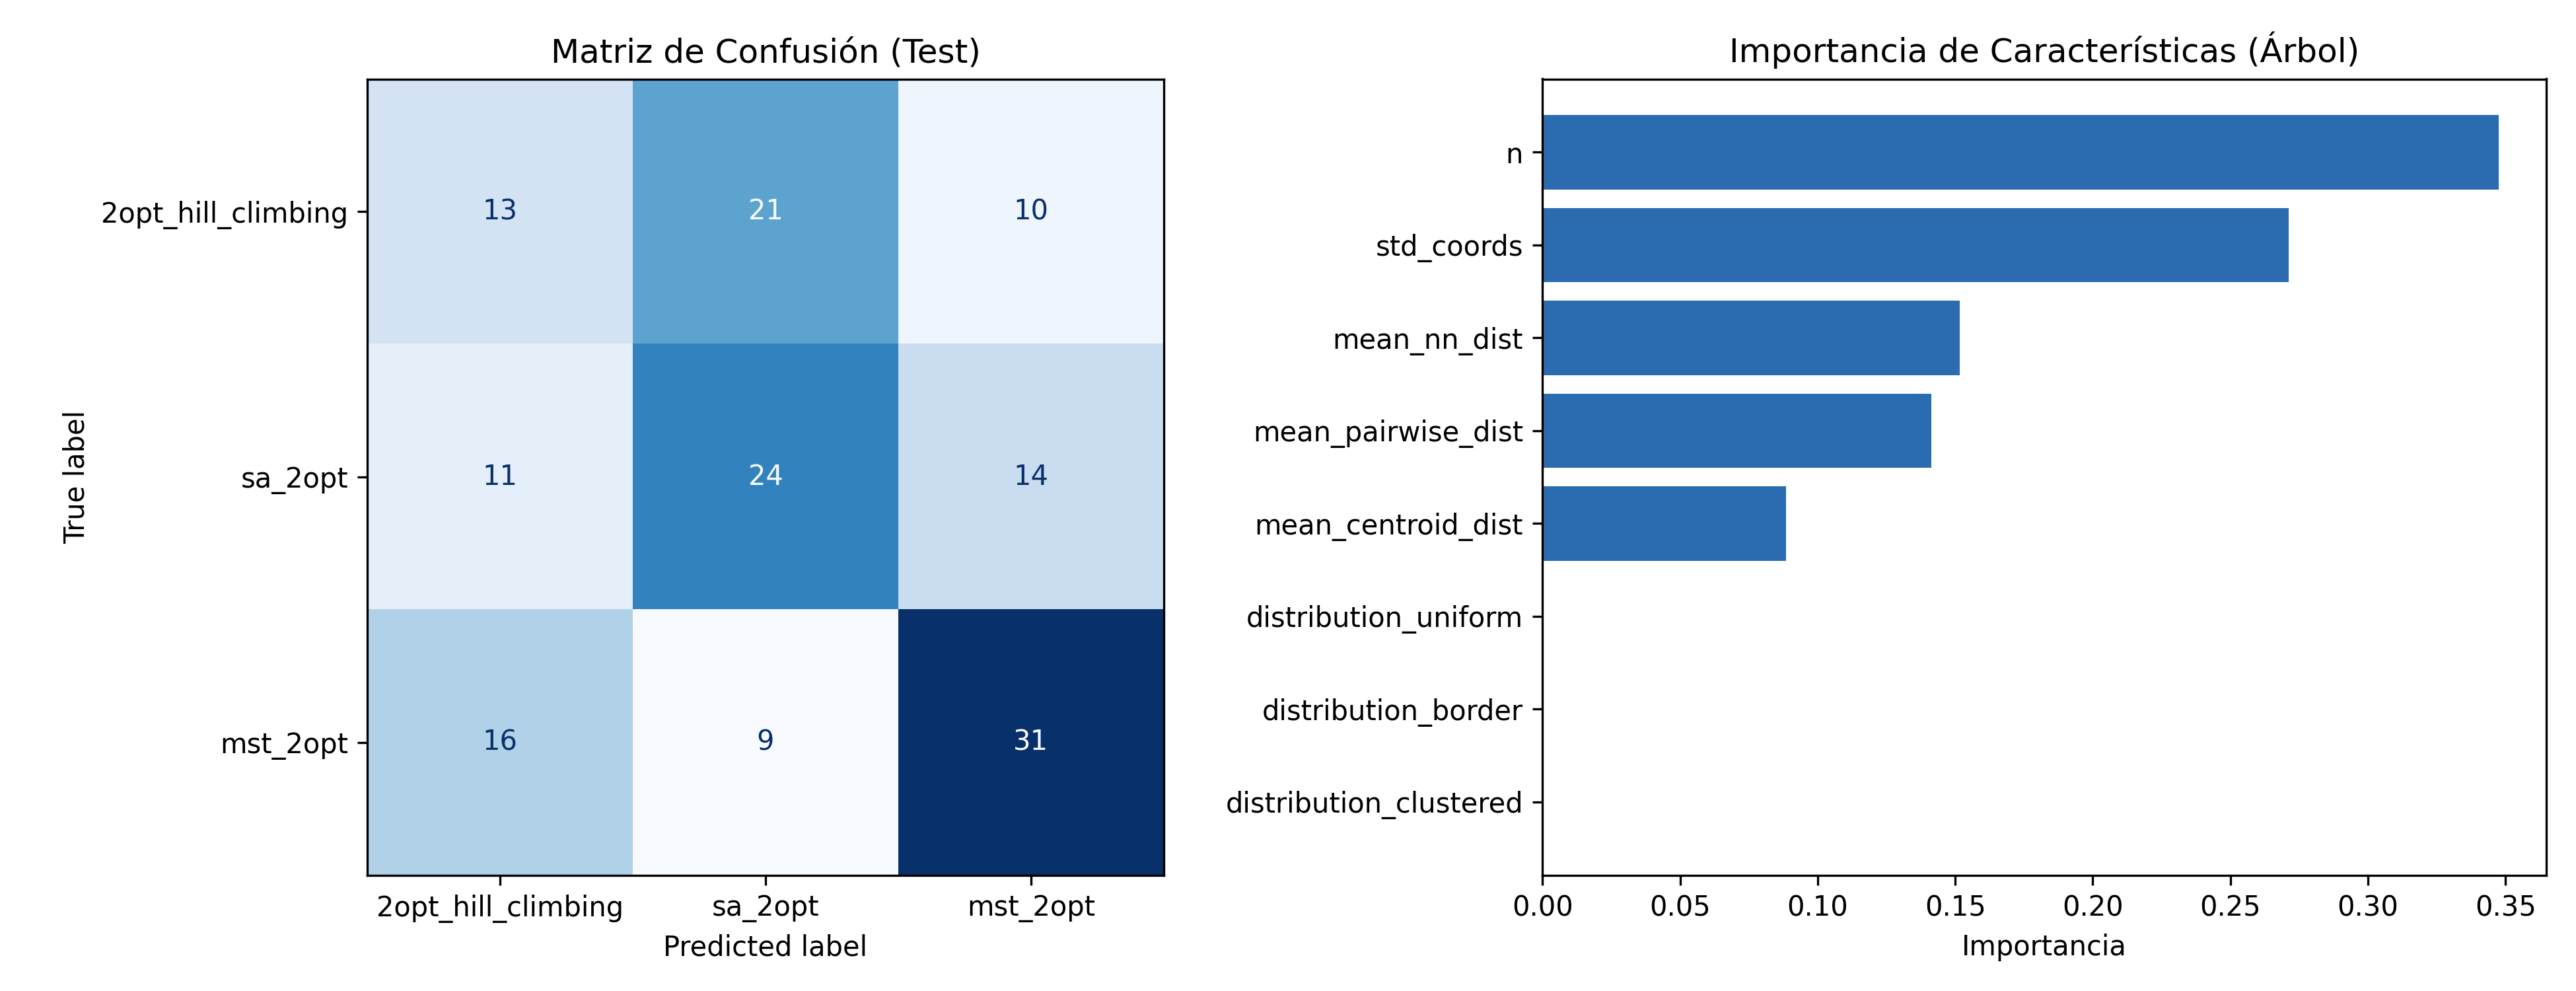 Matriz de Confusión (Test)
True label
2opt_hill_climbing
13
21
10
sa_2opt
11
24
14
mst_2opt
16
9
31
2opt_hill_climbing
sa_2opt
mst_2opt
Predicted label
Importancia de Características (Árbol)
n
std_coords
mean_nn_dist
mean_pairwise_dist
mean_centroid_dist
distribution_uniform
distribution_border
distribution_clustered
0.00
0.05
0.10
0.15
0.20
0.25
0.30
0.35
Importancia